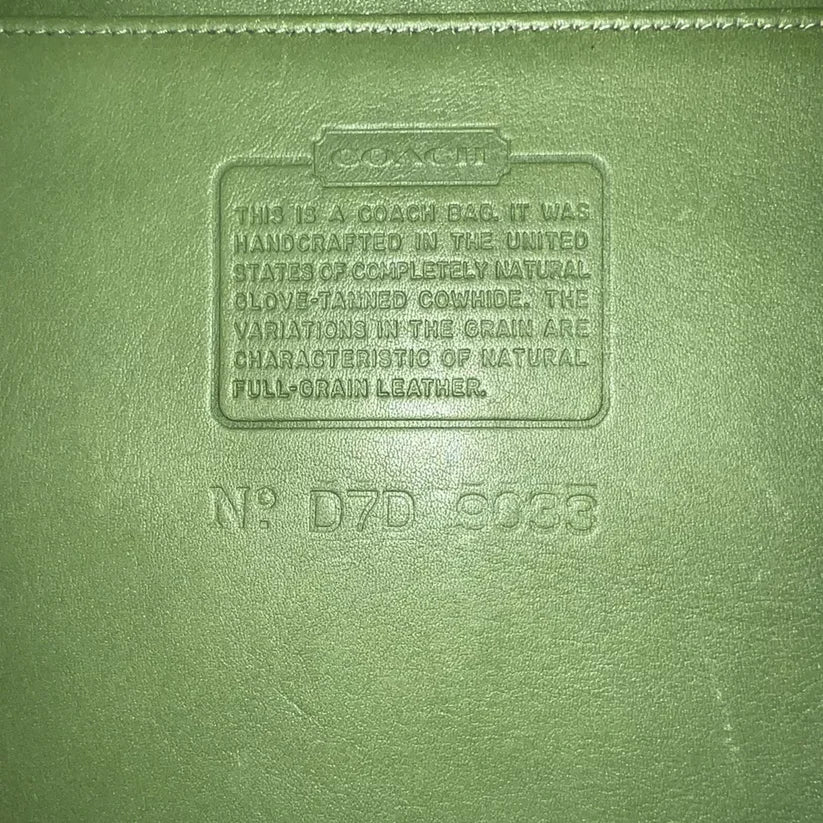 COACH
THIS IS A COACH BAG. IT WAS
HANDCRAFTED IN THE UNITED
STATES OF COMPLETELY NATURAL
GLOVE-TANNED COWHIDE. THE
VARIATIONS IN THE GRAIN ARE
CHARACTERISTIC OF NATURAL
FULL-GRAIN LEATHER.
Nº D7D 9033